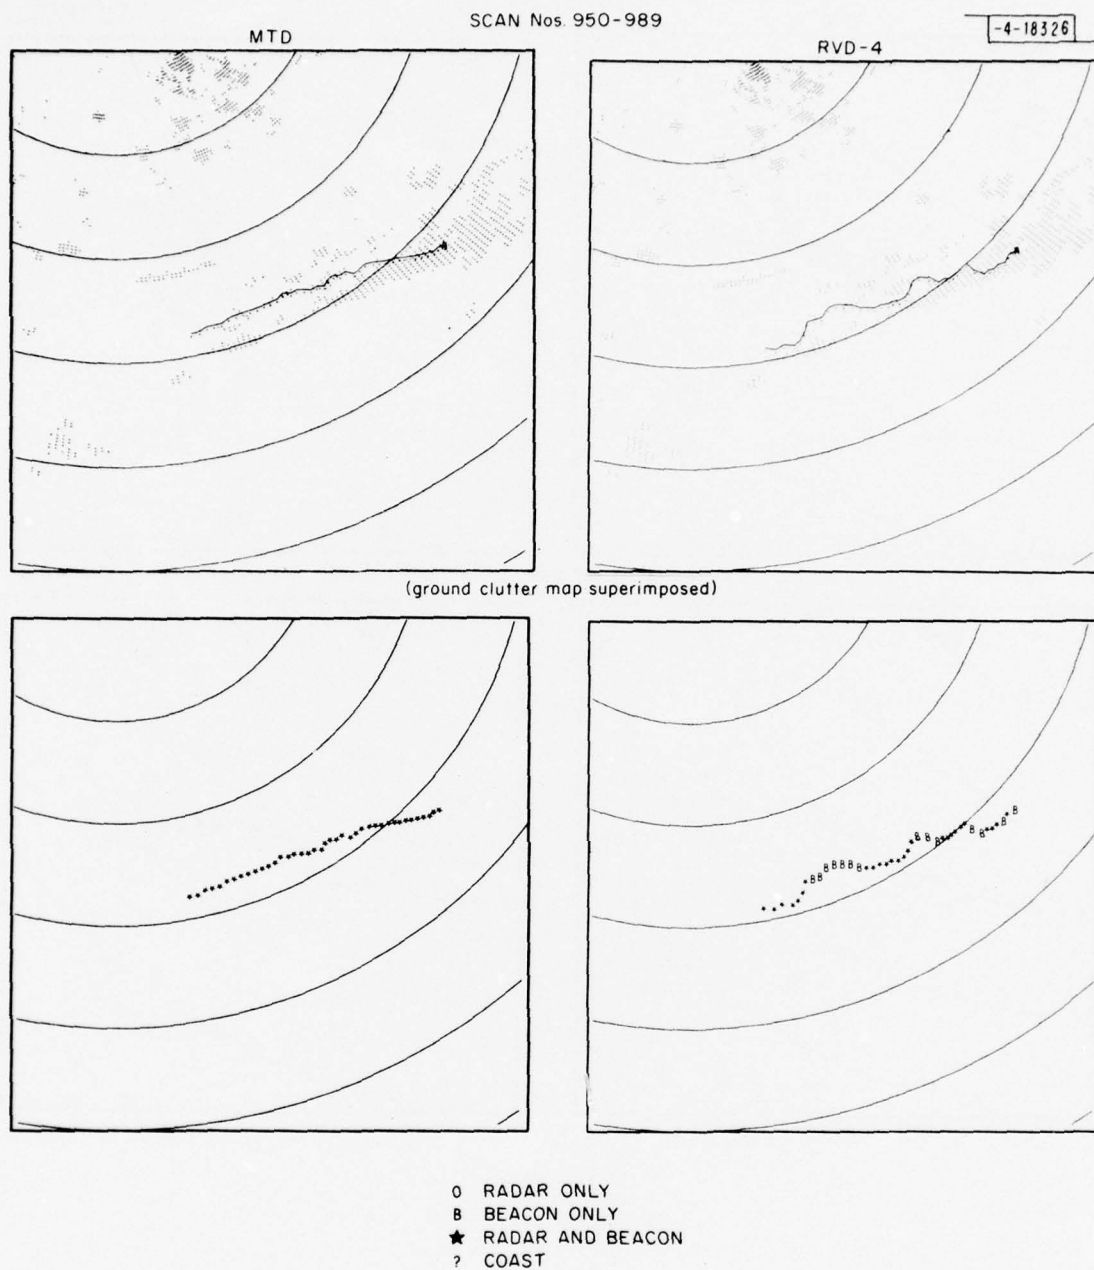 SCAN Nos. 950-989
-4-18326
MTD
RVD-4
(ground clutter map superimposed)
O RADAR ONLY
B BEACON ONLY
★ RADAR AND BEACON
? COAST